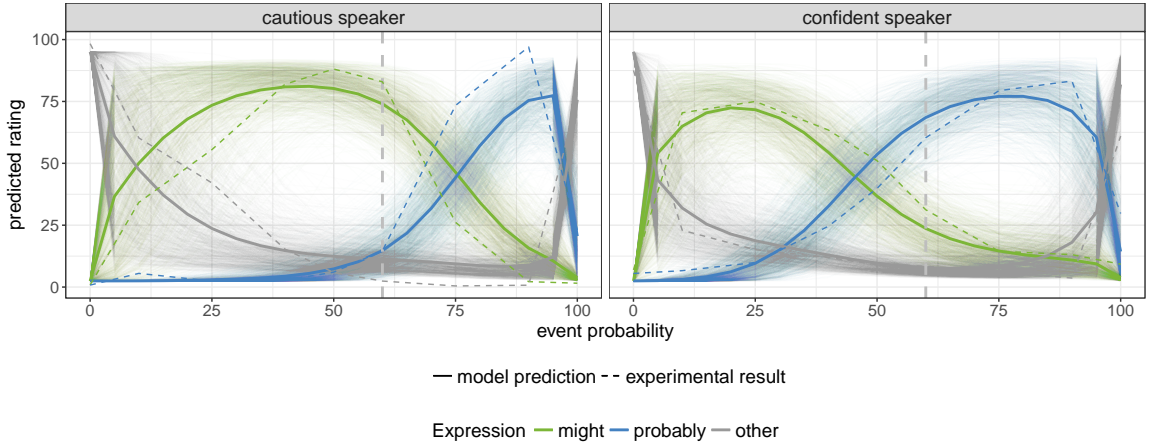 cautious speaker
confident speaker
predicted rating
100
75
50
25
0
0 25 50 75 100
0 25 50 75 100
event probability
model prediction experimental result
Expression might probably other